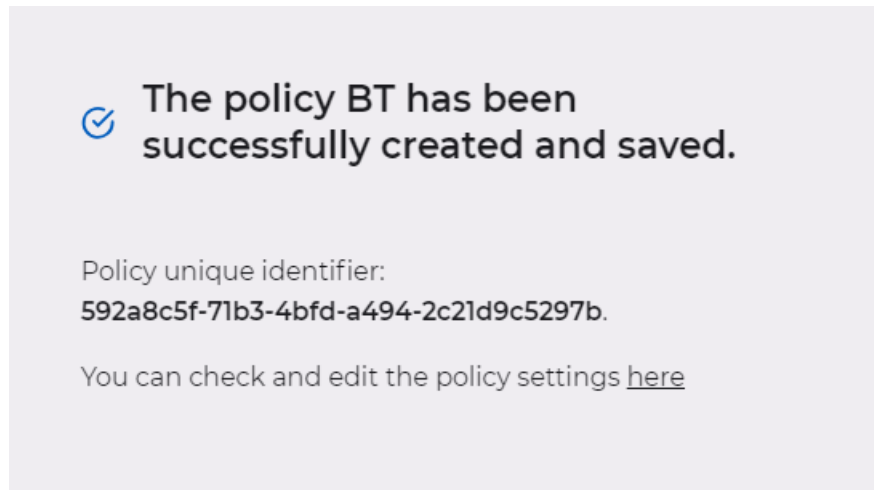 The policy BT has been
successfully created and saved.
Policy unique identifier:
592a8c5f-71b3-4bfd-a494-2c21d9c5297b.
You can check and edit the policy settings here